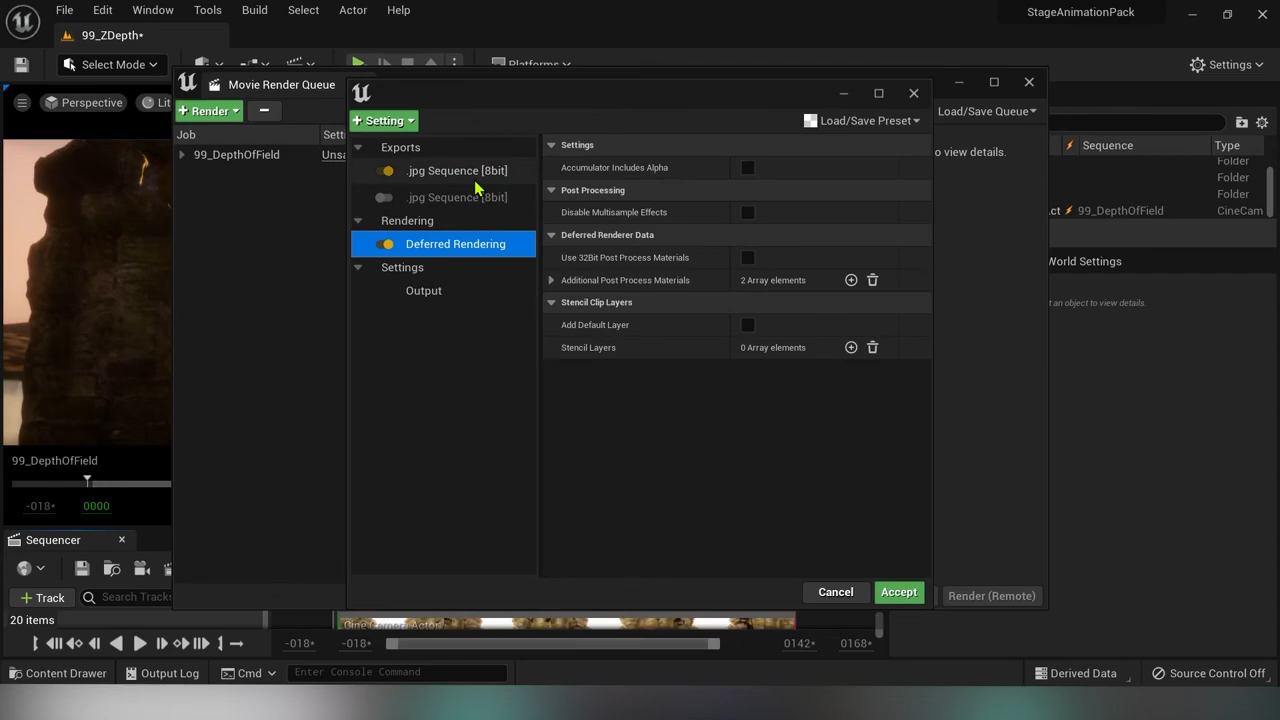 File Edit Window Tools Build Select Actor Help
StageAnimationPack
99_ZDepth*
Select Mode
Platforms
Settings
Movie Render Queue
Perspective
Lit
Render
Load/Save Queue
Setting
Load/Save Preset
Job
Exports
Settings
Sequence
Type
99_DepthOfField
.jpg Sequence [8bit]
Accumulator Includes Alpha
Folder
Folder
.jpg Sequence [8bit]
Post Processing
Folder
Rendering
Disable Multisample Effects
99_DepthOfField
CineCam
Deferred Rendering
Deferred Renderer Data
Settings
Use 32Bit Post Process Materials
World Settings
Output
Additional Post Process Materials
2 Array elements
an object to view details.
Stencil Clip Layers
Add Default Layer
Stencil Layers
0 Array elements
99_DepthOfField
-018*
0000
Sequencer
Cancel
Accept
Render (Remote)
Track
Search Tracks
20 items
Cine Camera Actor
-018*
-018*
0142*
0168*
Content Drawer
Output Log
Cmd
Enter Console Command
Derived Data
Source Control Off